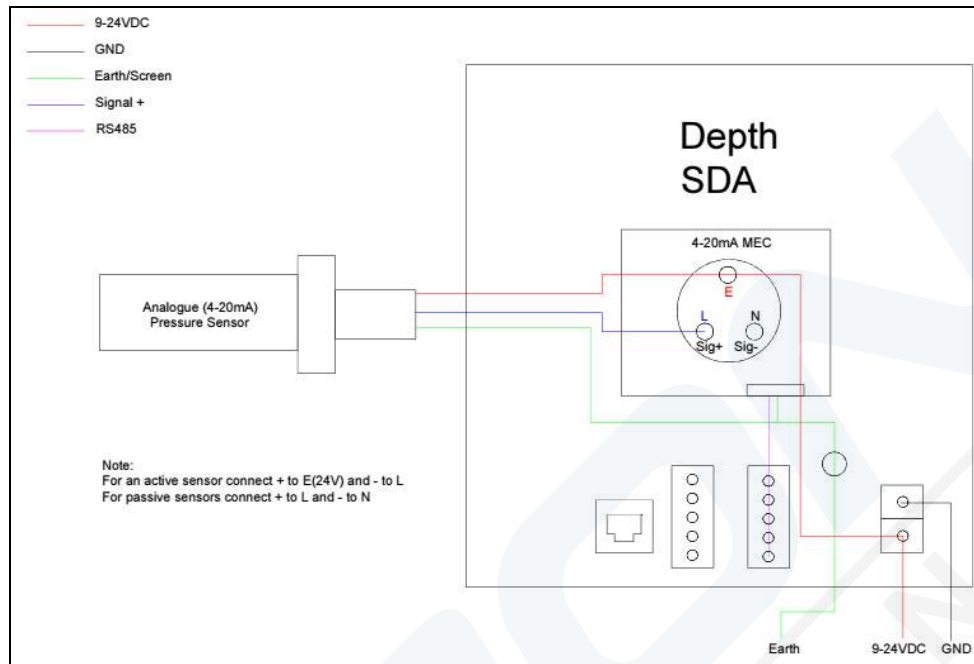 9-24VDC
GND
Earth/Screen
Signal +
RS485
Depth
SDA
4-20mA MEC
E
L N
Sig+ Sig-
Analogue (4-20mA)
Pressure Sensor
Note:
For an active sensor connect + to E(24V) and - to L
For passive sensors connect + to L and - to N
Earth 9-24VDC GND